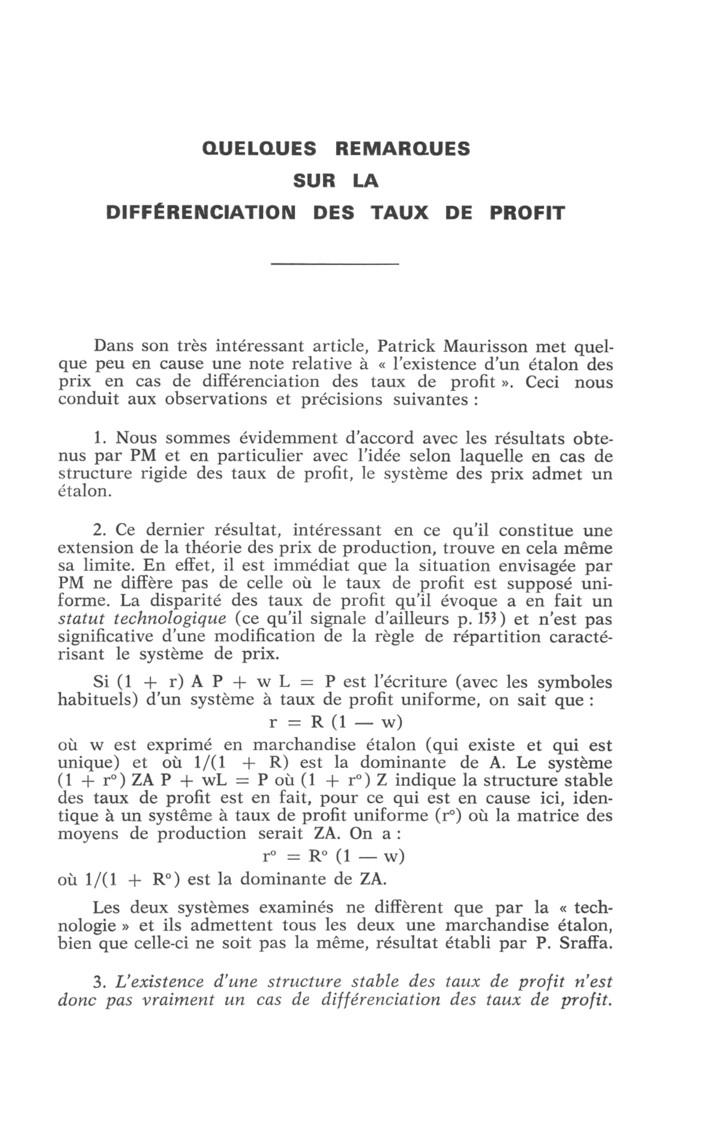 QUELQUES REMARQUES
SUR LA
DIFFÉRENCIATION DES TAUX DE PROFIT
Dans son très intéressant article, Patrick Maurisson met quel-
que peu en cause une note relative à « l'existence d'un étalon des
prix en cas de différenciation des taux de profit ». Ceci nous
conduit aux observations et précisions suivantes :
1. Nous sommes évidemment d'accord avec les résultats obte-
nus par PM et en particulier avec l'idée selon laquelle en cas de
structure rigide des taux de profit, le système des prix admet un
étalon.
2. Ce dernier résultat, intéressant en ce qu'il constitue une
extension de la théorie des prix de production, trouve en cela même
sa limite. En effet, il est immédiat que la situation envisagée par
PM ne diffère pas de celle où le taux de profit est supposé uni-
forme. La disparité des taux de profit qu'il évoque a en fait un
statut technologique (ce qu'il signale d'ailleurs p. 153) et n'est pas
significative d'une modification de la règle de répartition caracté-
risant le système de prix.
Si (1 + r) A P + w L = P est l'écriture (avec les symboles
habituels) d'un système à taux de profit uniforme, on sait que :
r = R (1 — w)
où w est exprimé en marchandise étalon (qui existe et qui est
unique) et où 1/(1 + R) est la dominante de A. Le système
(1 + r°) ZA P + wL = P où (1 + r°) Z indique la structure stable
des taux de profit est en fait, pour ce qui est en cause ici, iden-
tique à un systême à taux de profit uniforme (r°) où la matrice des
moyens de production serait ZA. On a :
r° = R° (1 — w)
où 1/(1 + R°) est la dominante de ZA.
Les deux systèmes examinés ne diffèrent que par la « tech-
nologie » et ils admettent tous les deux une marchandise étalon,
bien que celle-ci ne soit pas la même, résultat établi par P. Sraffa.
3. L'existence d'une structure stable des taux de profit n'est
donc pas vraiment un cas de différenciation des taux de profit.